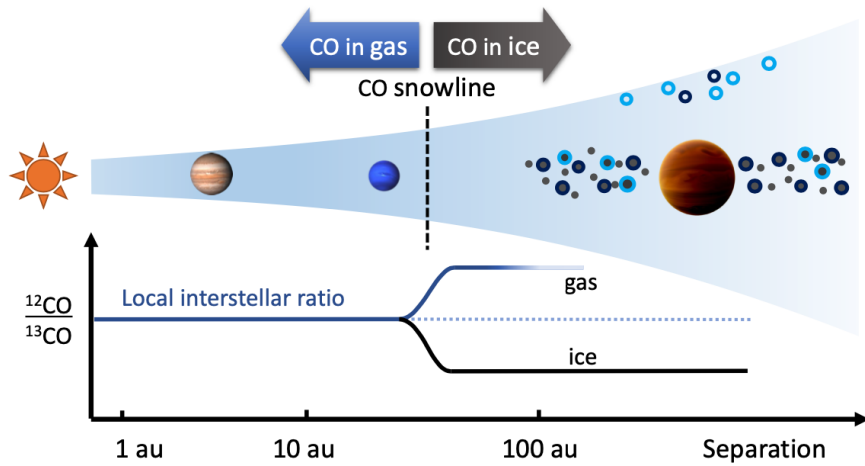 CO in gas
CO in ice
CO snowline
Local interstellar ratio
gas
¹²CO
¹³CO
ice
1 au
10 au
100 au
Separation